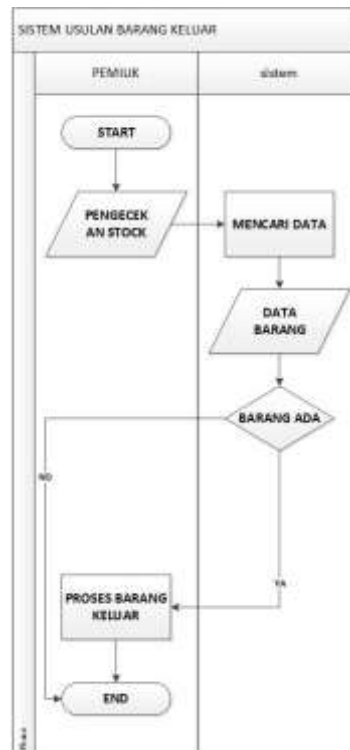 SISTEM USULAN BARANG KELUAR
PEMILIK
sistem
START
PENGECEK
AN STOCK
MENCARI DATA
DATA
BARANG
BARANG ADA
NO
YA
PROSES BARANG
KELUAR
END